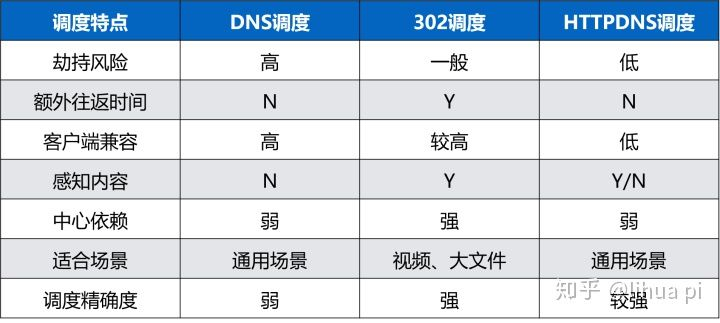 调度特点 DNS调度 302调度 HTTPDNS调度
劫持风险 高 一般 低
额外往返时间 N Y N
客户端兼容 高 较高 低
感知内容 N Y Y/N
中心依赖 弱 强 弱
适合场景 通用场景 视频、大文件 通用场景
调度精确度 弱 强 较强
知乎 @lihua pi